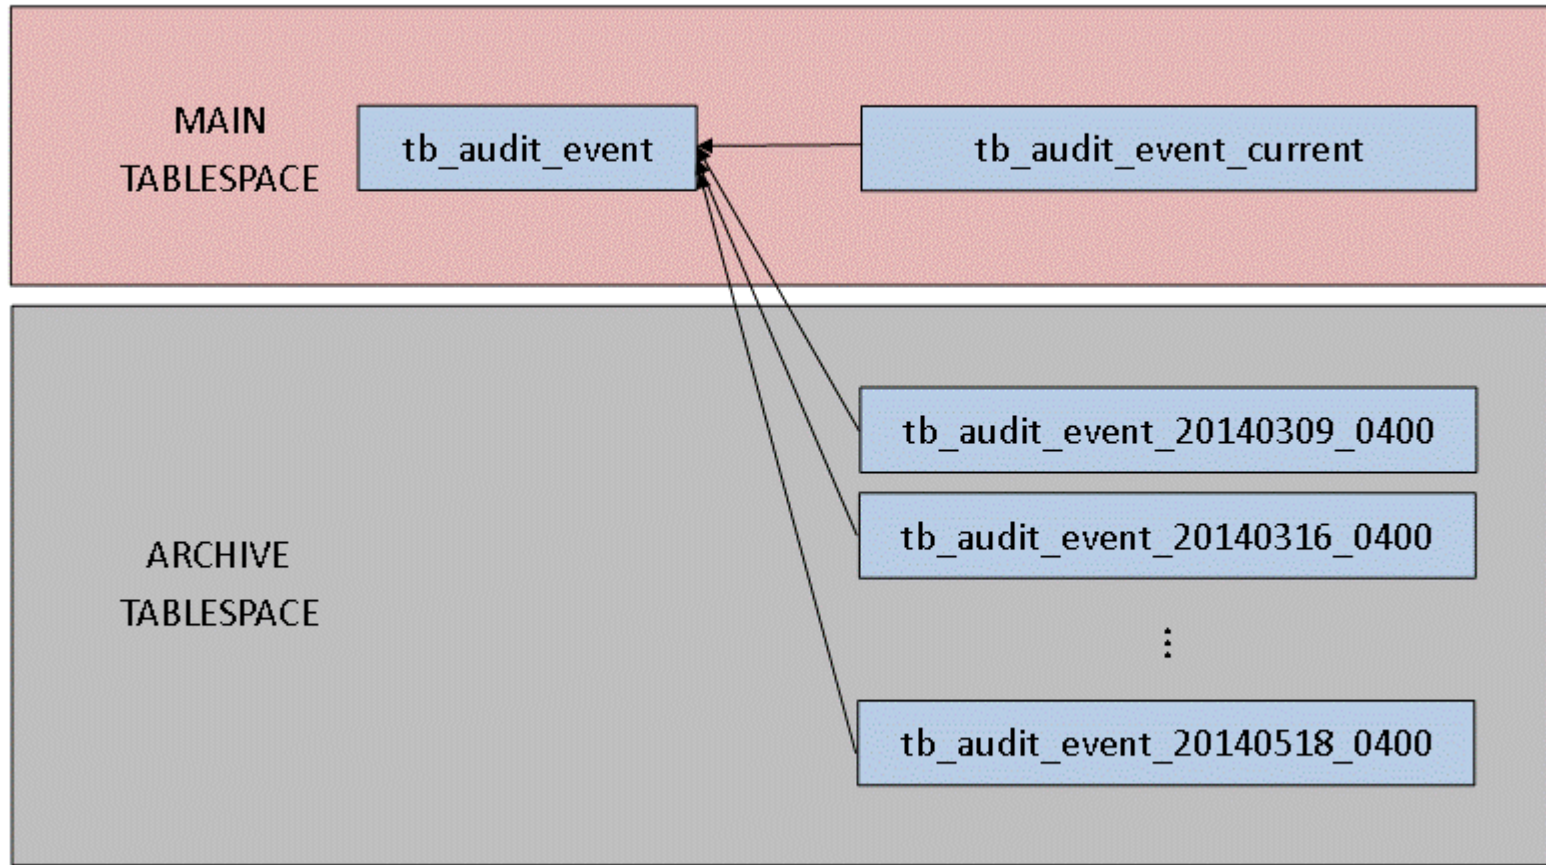 MAIN
TABLESPACE
tb_audit_event
tb_audit_event_current
ARCHIVE
TABLESPACE
tb_audit_event_20140309_0400
tb_audit_event_20140316_0400
⋮
tb_audit_event_20140518_0400